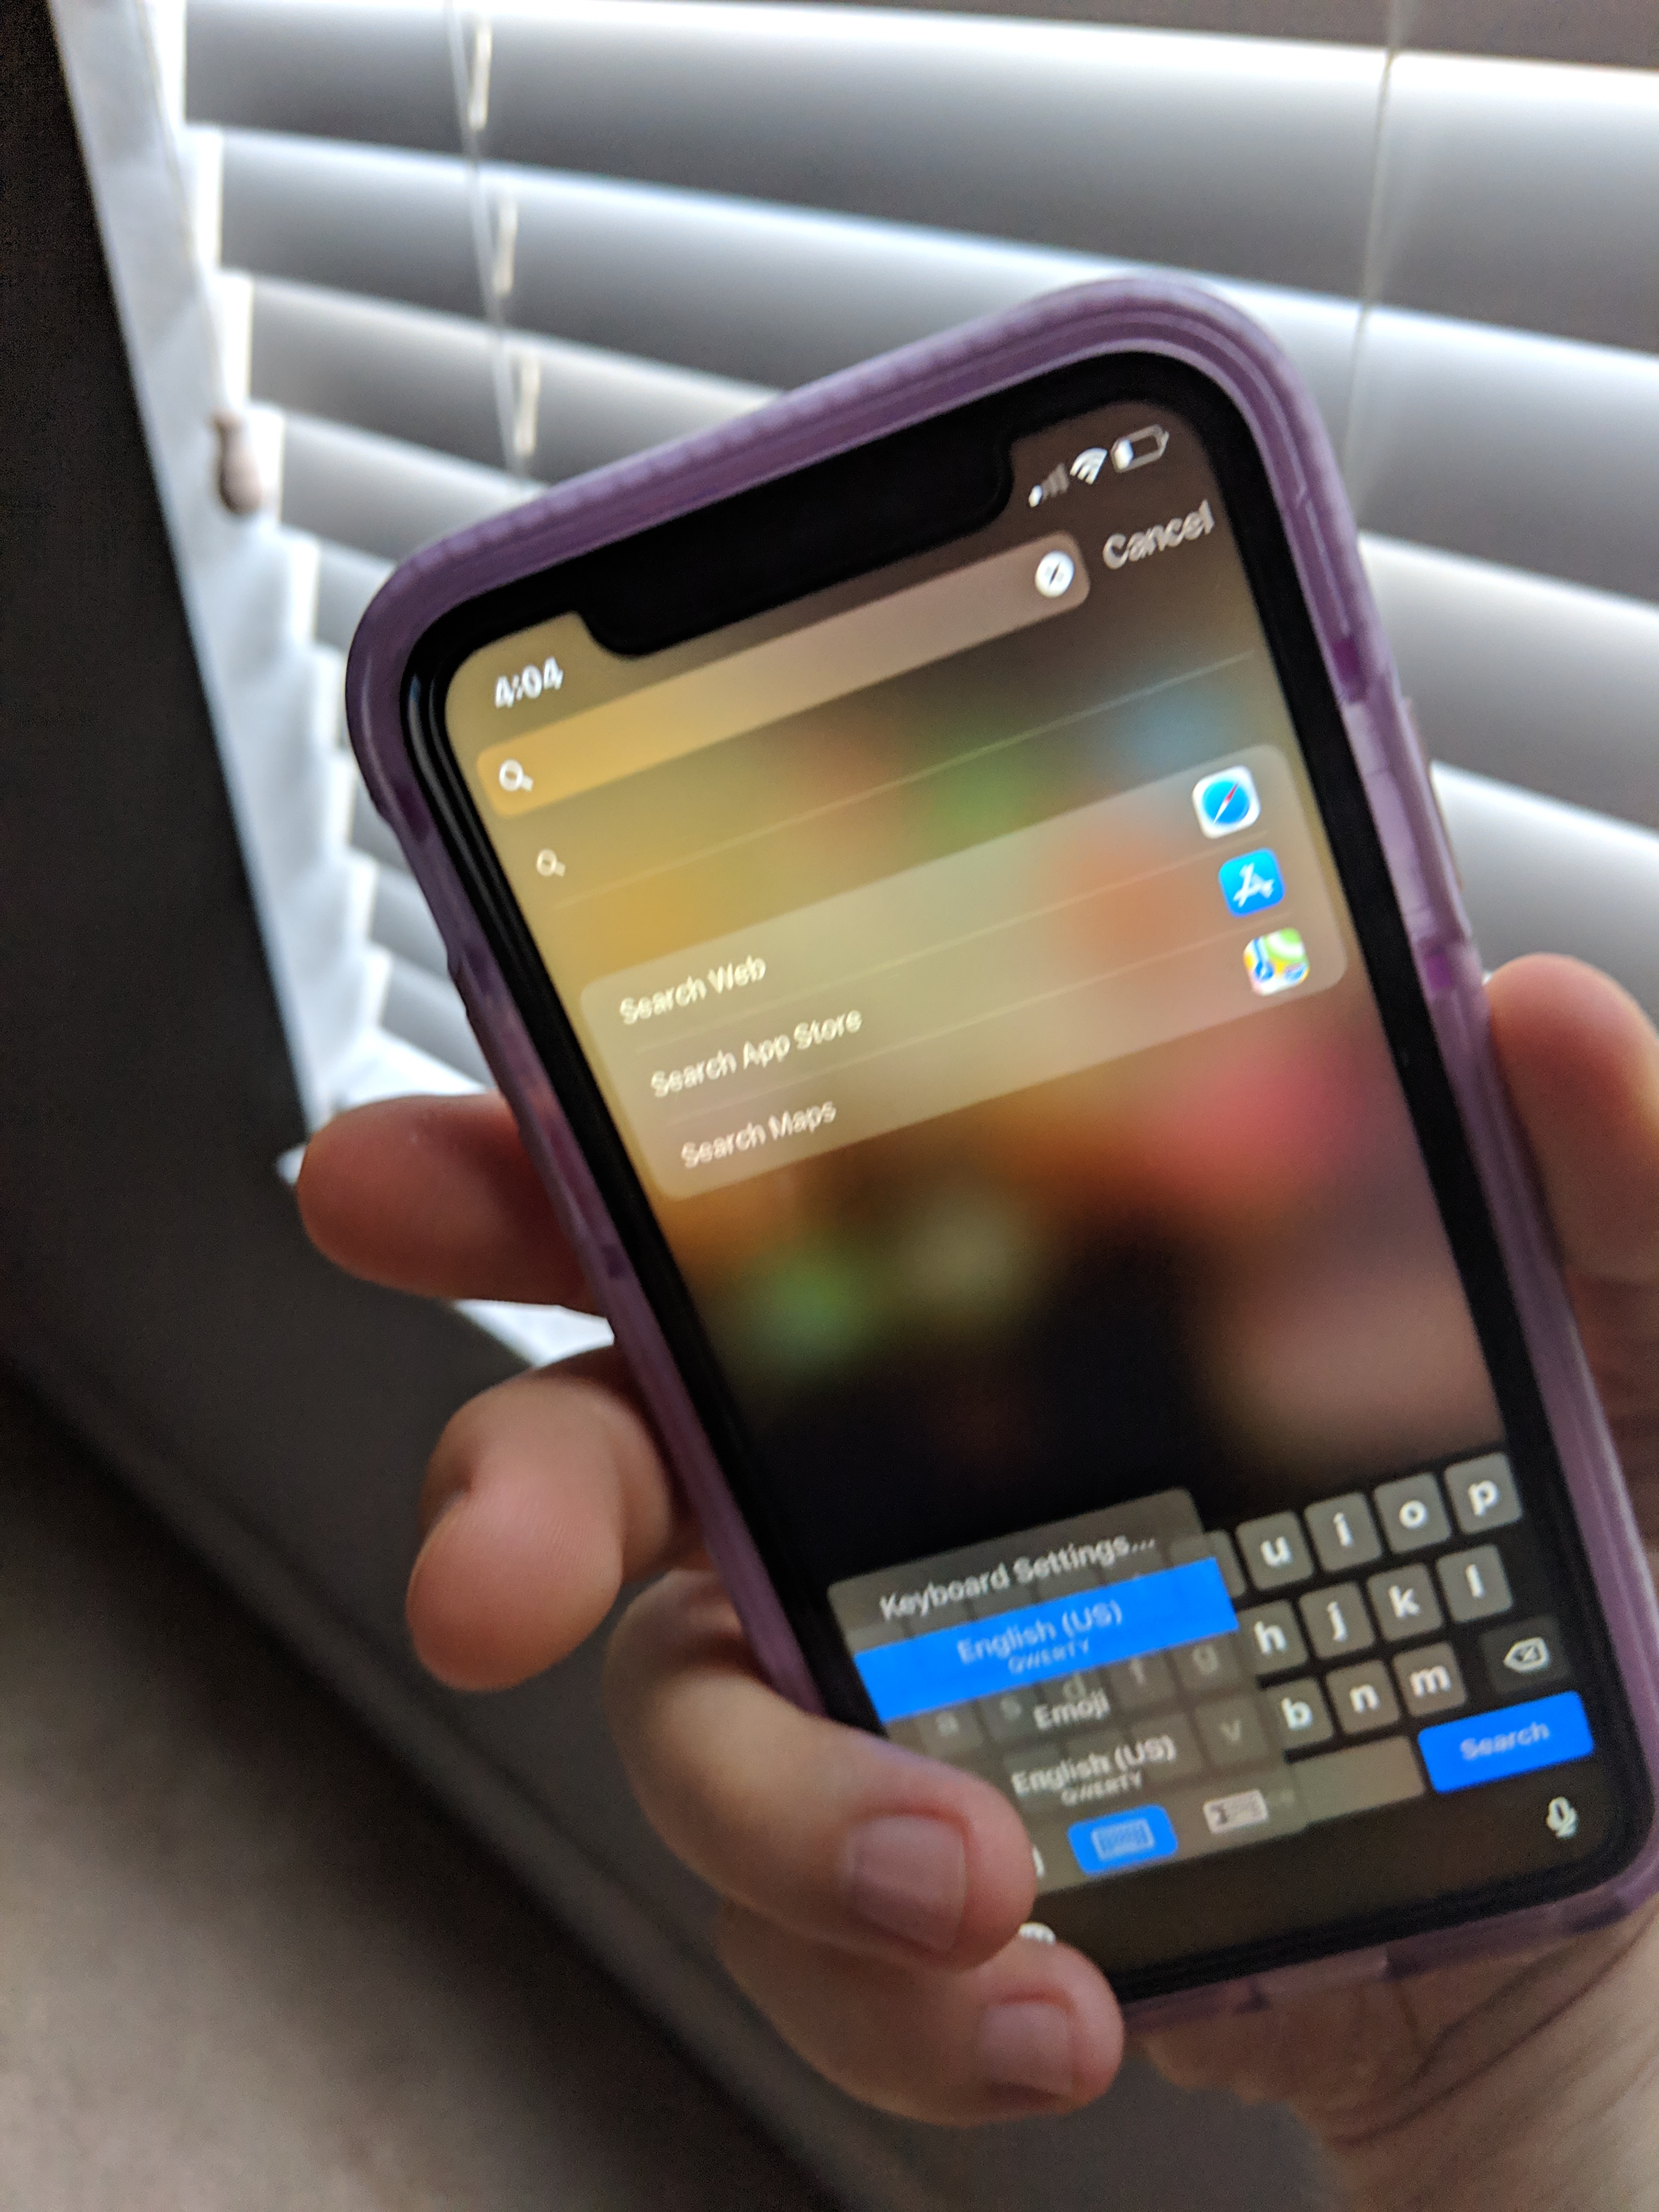 4:04
Cancel
Search Web
Search App Store
Search Maps
Keyboard Settings...
English (US)
QWERTY
Emoji
English (US)
QWERTY
u i o p
a s d f g h j k l
v b n m
Search